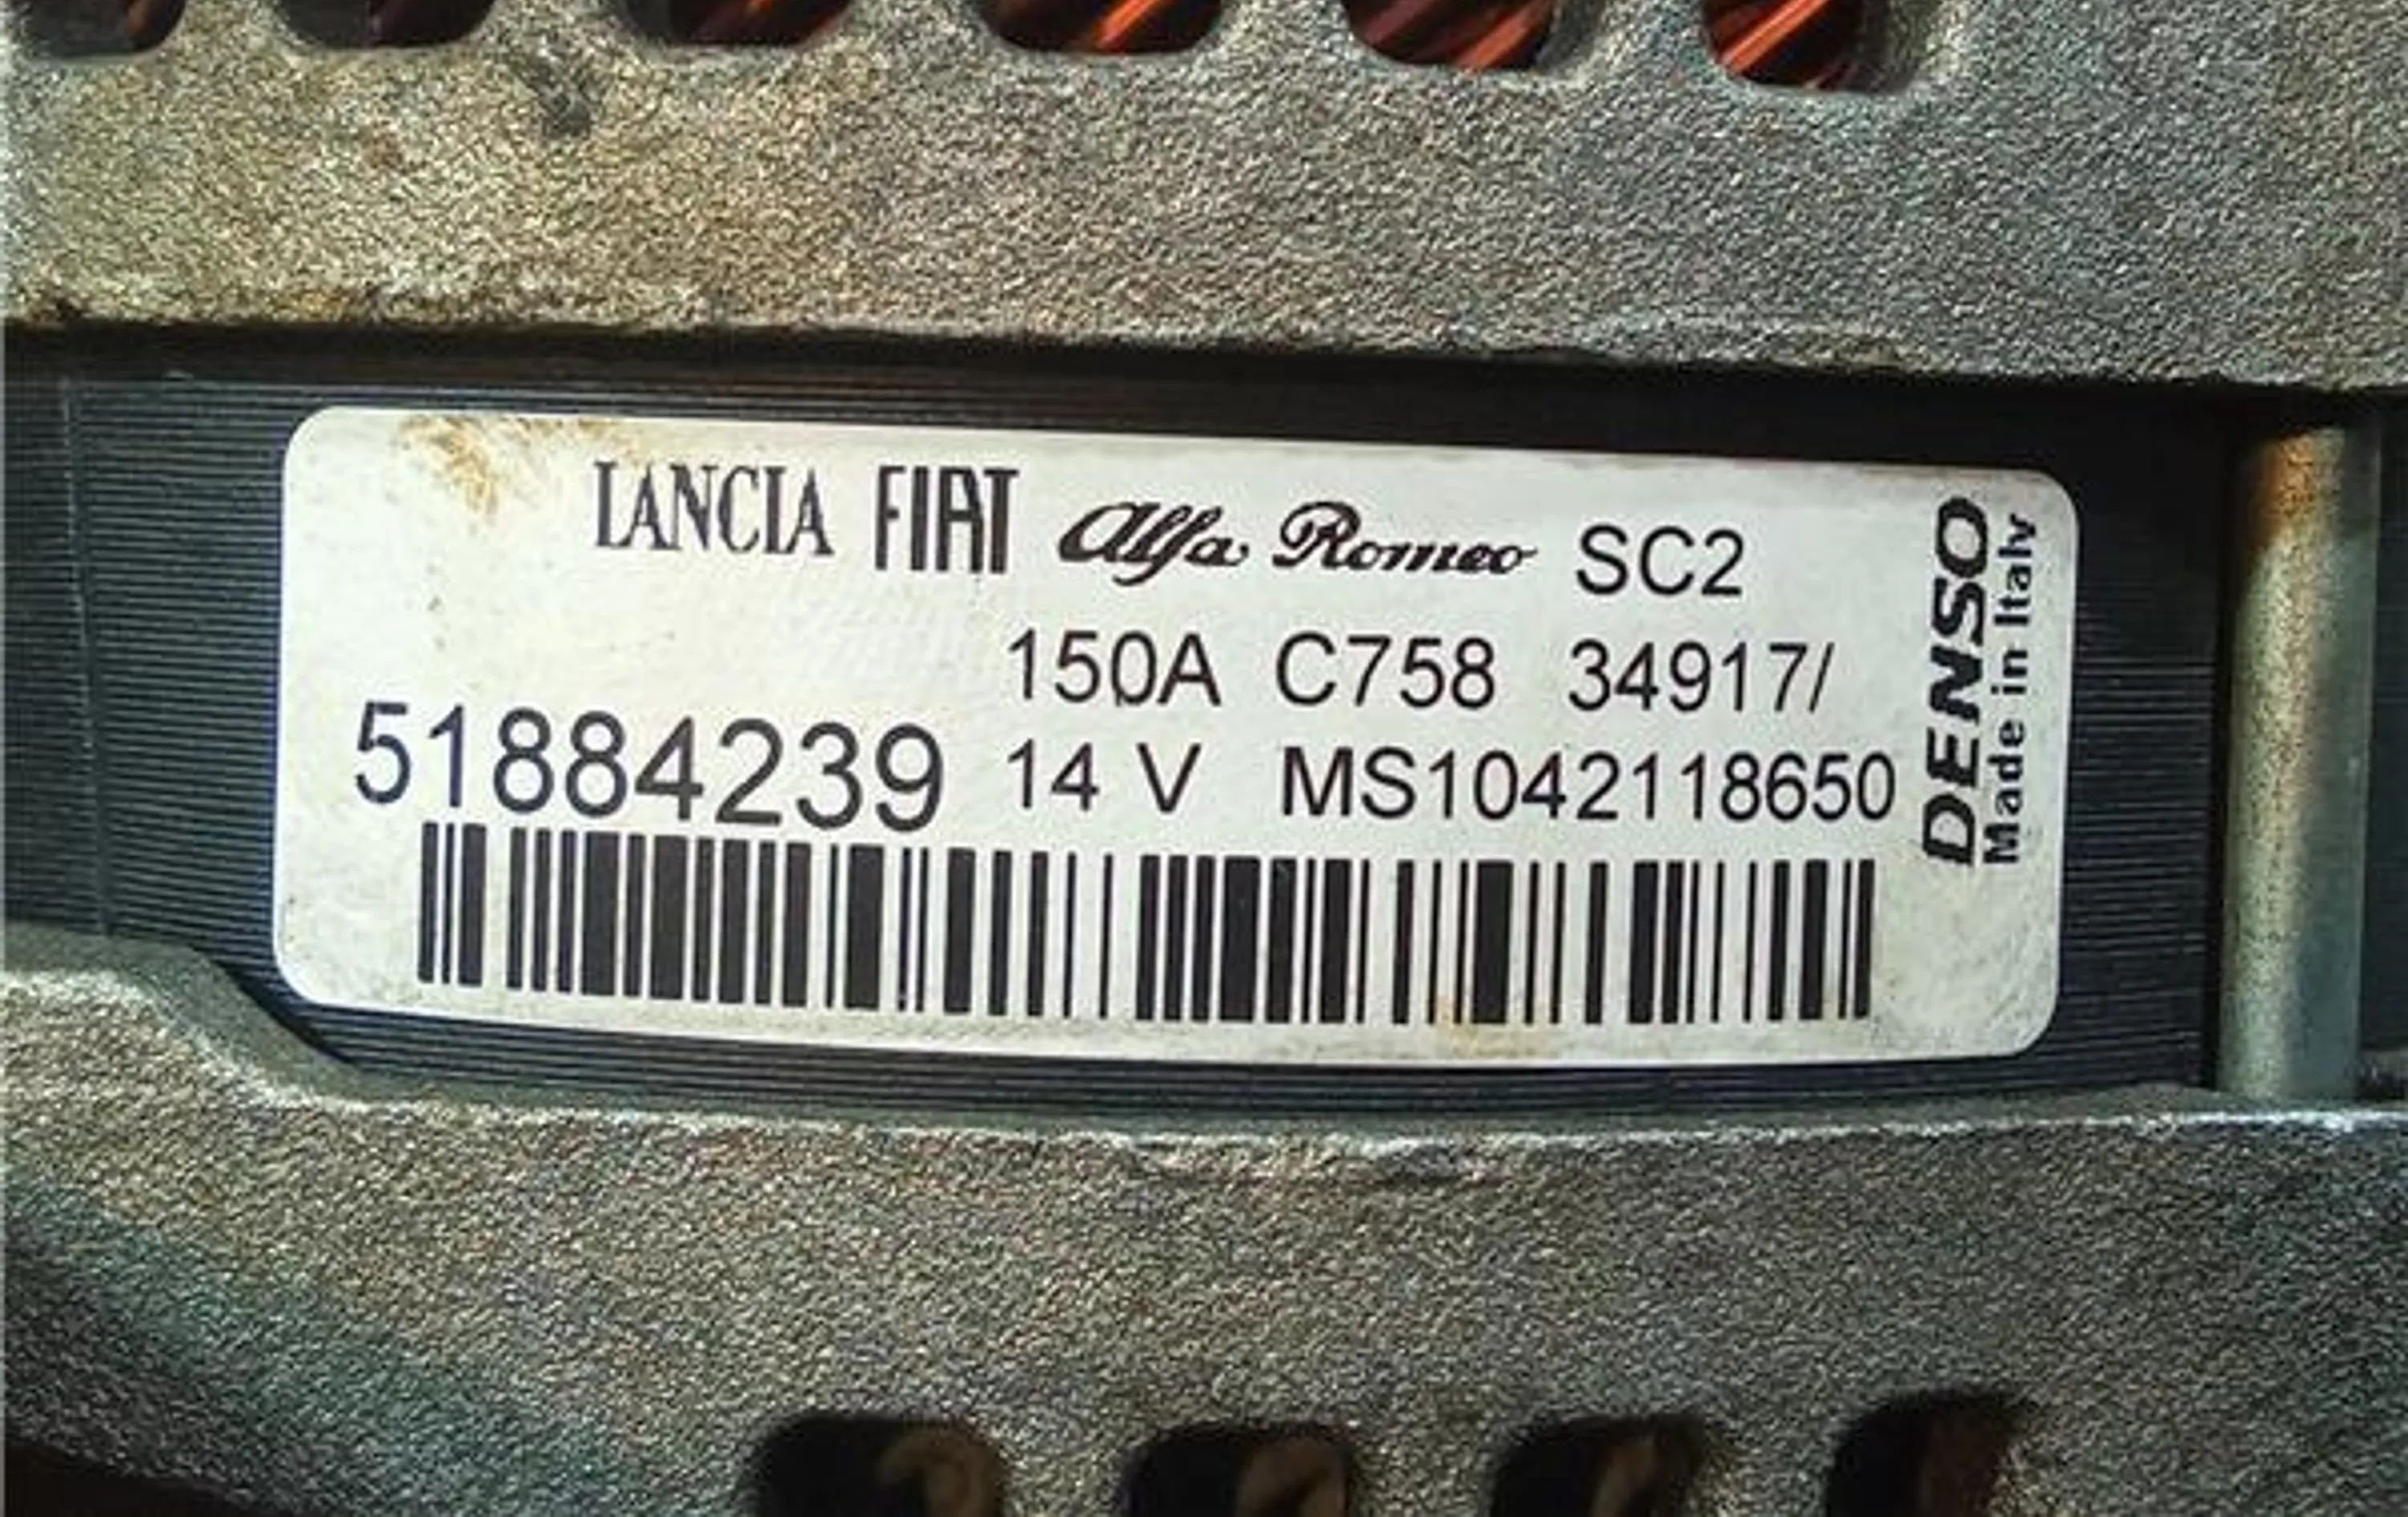 LANCIA FIAT Alfa Romeo SC2
150A C758 34917/
51884239 14 V MS1042118650
DENSO
Made in Italy